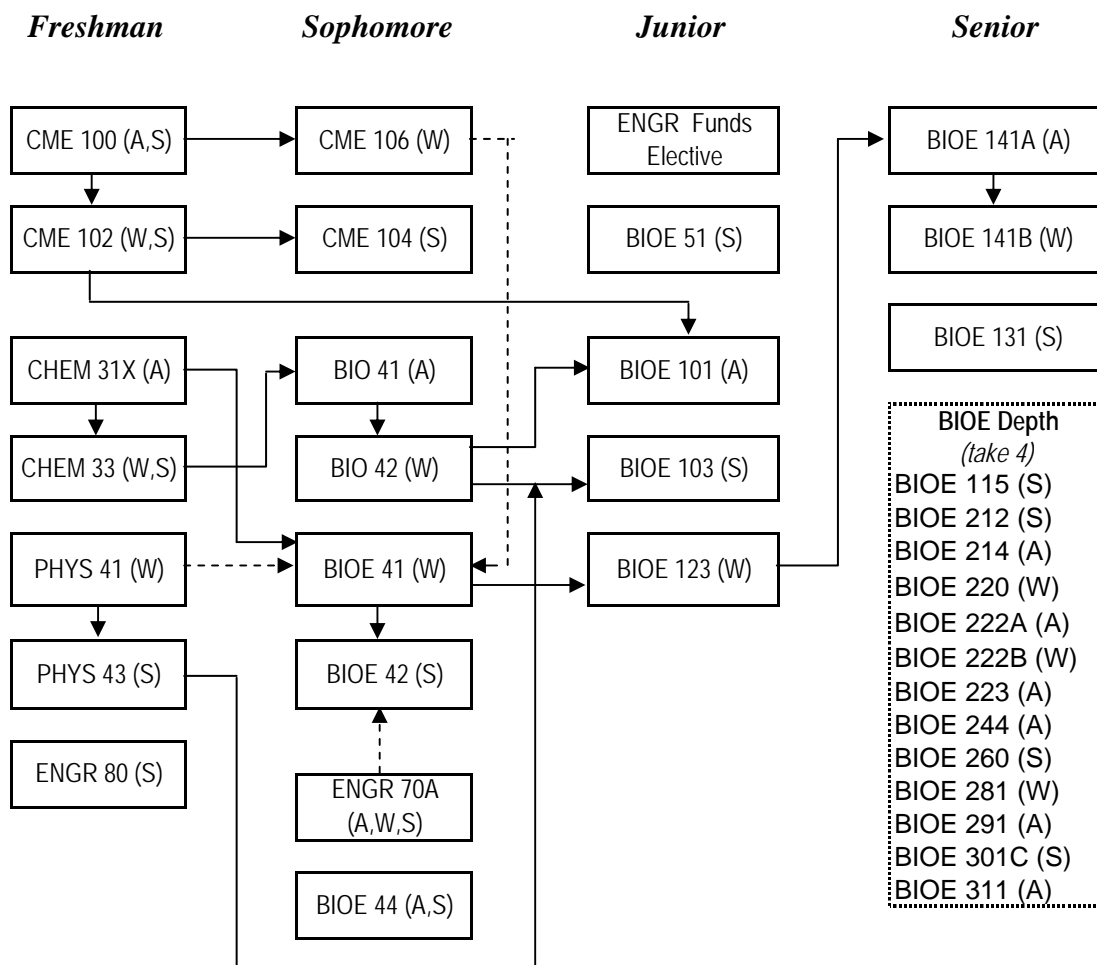 Freshman
Sophomore
Junior
Senior
CME 100 (A,S)
CME 102 (W,S)
CHEM 31X (A)
CHEM 33 (W,S)
PHYS 41 (W)
PHYS 43 (S)
ENGR 80 (S)
CME 106 (W)
CME 104 (S)
BIO 41 (A)
BIO 42 (W)
BIOE 41 (W)
BIOE 42 (S)
ENGR 70A
(A,W,S)
BIOE 44 (A,S)
ENGR Funds
Elective
BIOE 51 (S)
BIOE 101 (A)
BIOE 103 (S)
BIOE 123 (W)
BIOE 141A (A)
BIOE 141B (W)
BIOE 131 (S)
BIOE Depth
(take 4)
BIOE 115 (S)
BIOE 212 (S)
BIOE 214 (A)
BIOE 220 (W)
BIOE 222A (A)
BIOE 222B (W)
BIOE 223 (A)
BIOE 244 (A)
BIOE 260 (S)
BIOE 281 (W)
BIOE 291 (A)
BIOE 301C (S)
BIOE 311 (A)